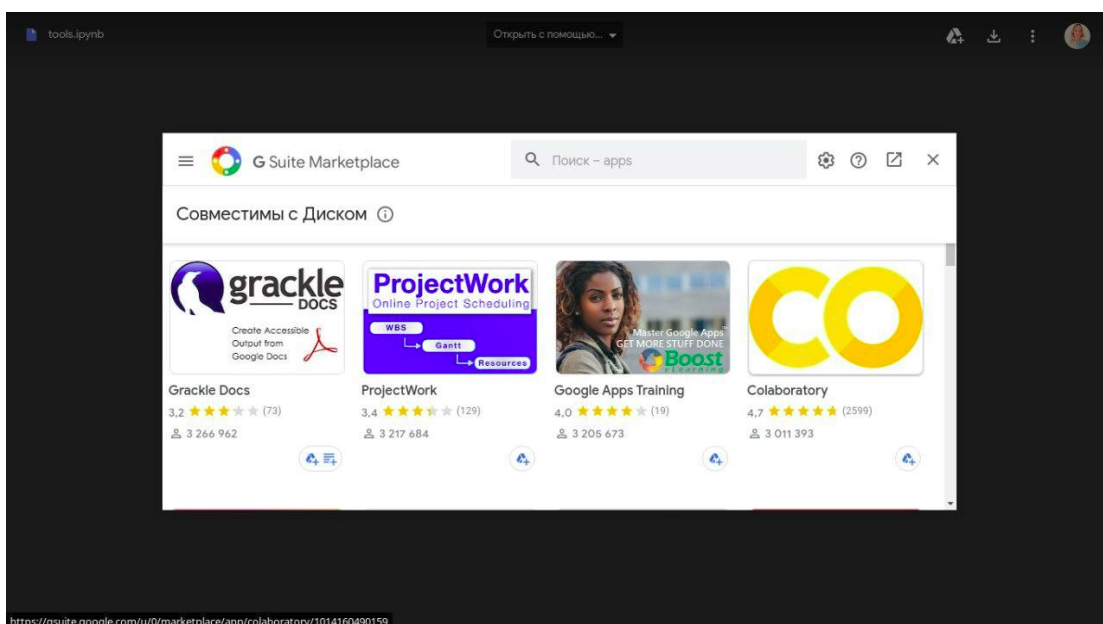 tools.ipynb
Открыть с помощью...
G Suite Marketplace
Поиск – apps
Совместимы с Диском
grackle
DOCS
Create Accessible
Output from
Google Docs
Grackle Docs
3,2 (73)
3 266 962
ProjectWork
Online Project Scheduling
WBS
Gantt
Resources
ProjectWork
3,4 (129)
3 217 684
Master Google Apps™
GET MORE STUFF DONE
Boost
eLearning
Google Apps Training
4,0 (19)
3 205 673
CO
Colaboratory
4,7 (2599)
3 011 393
https://gsuite.google.com/u/0/marketplace/app/colaboratory/1014160490159